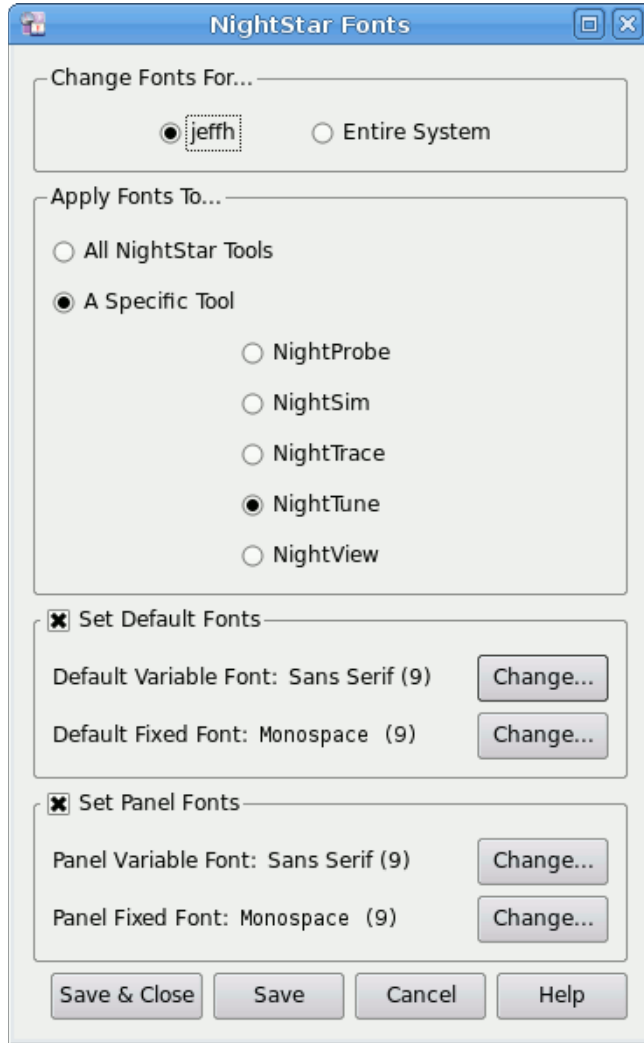 NightStar Fonts
Change Fonts For...
jeffh Entire System
Apply Fonts To...
All NightStar Tools
A Specific Tool
NightProbe
NightSim
NightTrace
NightTune
NightView
Set Default Fonts
Default Variable Font: Sans Serif (9) Change...
Default Fixed Font: Monospace (9) Change...
Set Panel Fonts
Panel Variable Font: Sans Serif (9) Change...
Panel Fixed Font: Monospace (9) Change...
Save & Close Save Cancel Help